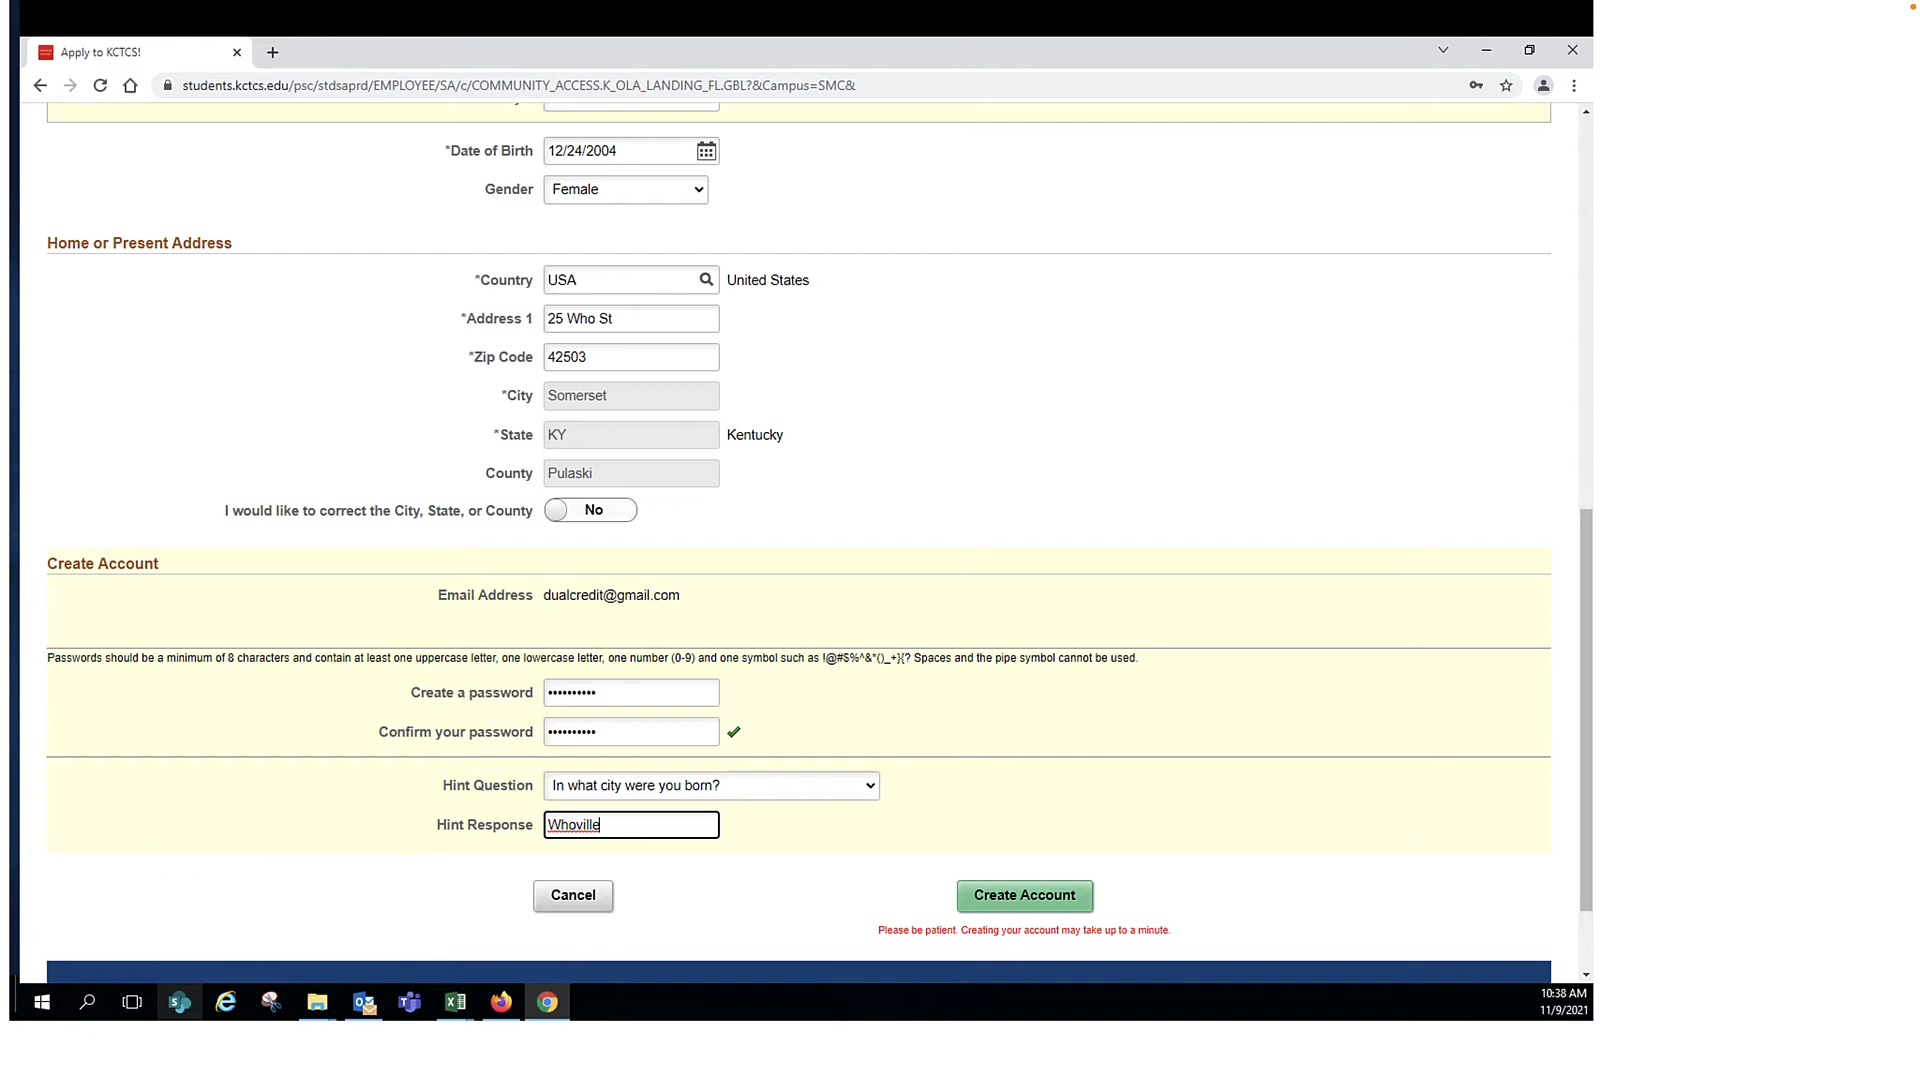 Apply to KCTCS!
students.kctcs.edu/psc/stdsaprd/EMPLOYEE/SA/c/COMMUNITY_ACCESS.K_OLA_LANDING_FL.GBL?&Campus=SMC&
*Date of Birth 12/24/2004
Gender Female
Home or Present Address
*Country USA United States
*Address 1 25 Who St
*Zip Code 42503
*City Somerset
*State KY Kentucky
County Pulaski
I would like to correct the City, State, or County No
Create Account
Email Address dualcredit@gmail.com
Passwords should be a minimum of 8 characters and contain at least one uppercase letter, one lowercase letter, one number (0-9) and one symbol such as !@#$%^&*()_+}{? Spaces and the pipe symbol cannot be used.
Create a password ••••••••••
Confirm your password ••••••••••
Hint Question In what city were you born?
Hint Response Whoville
Cancel Create Account
Please be patient. Creating your account may take up to a minute.
10:38 AM
11/9/2021